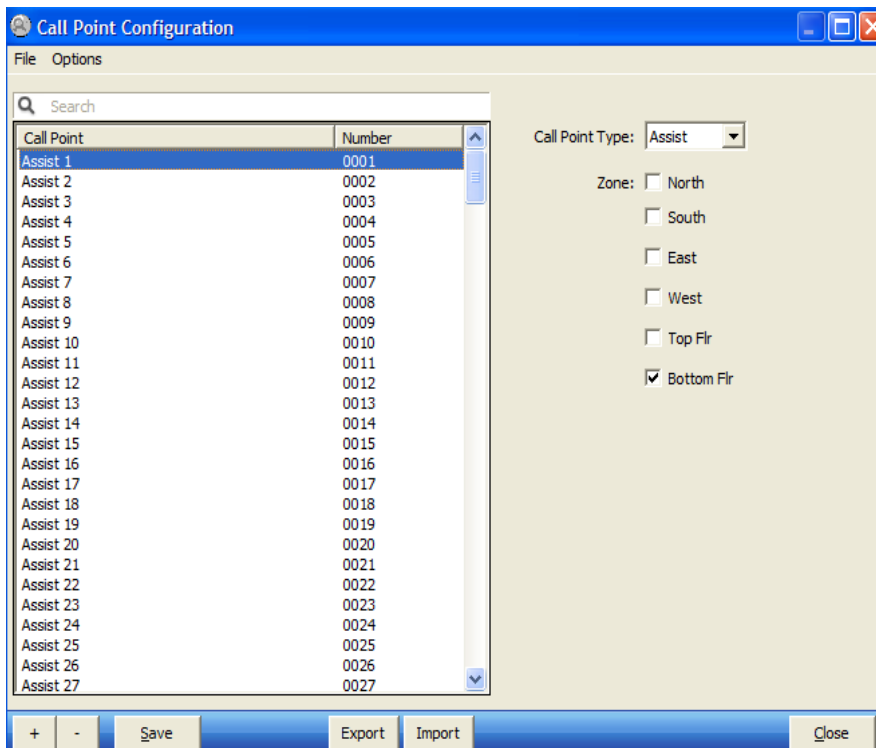 Call Point Configuration
File Options
Search
Call Point Number
Assist 1 0001
Assist 2 0002
Assist 3 0003
Assist 4 0004
Assist 5 0005
Assist 6 0006
Assist 7 0007
Assist 8 0008
Assist 9 0009
Assist 10 0010
Assist 11 0011
Assist 12 0012
Assist 13 0013
Assist 14 0014
Assist 15 0015
Assist 16 0016
Assist 17 0017
Assist 18 0018
Assist 19 0019
Assist 20 0020
Assist 21 0021
Assist 22 0022
Assist 23 0023
Assist 24 0024
Assist 25 0025
Assist 26 0026
Assist 27 0027
Call Point Type: Assist
Zone: North
South
East
West
Top Flr
Bottom Flr
+ - Save Export Import Close